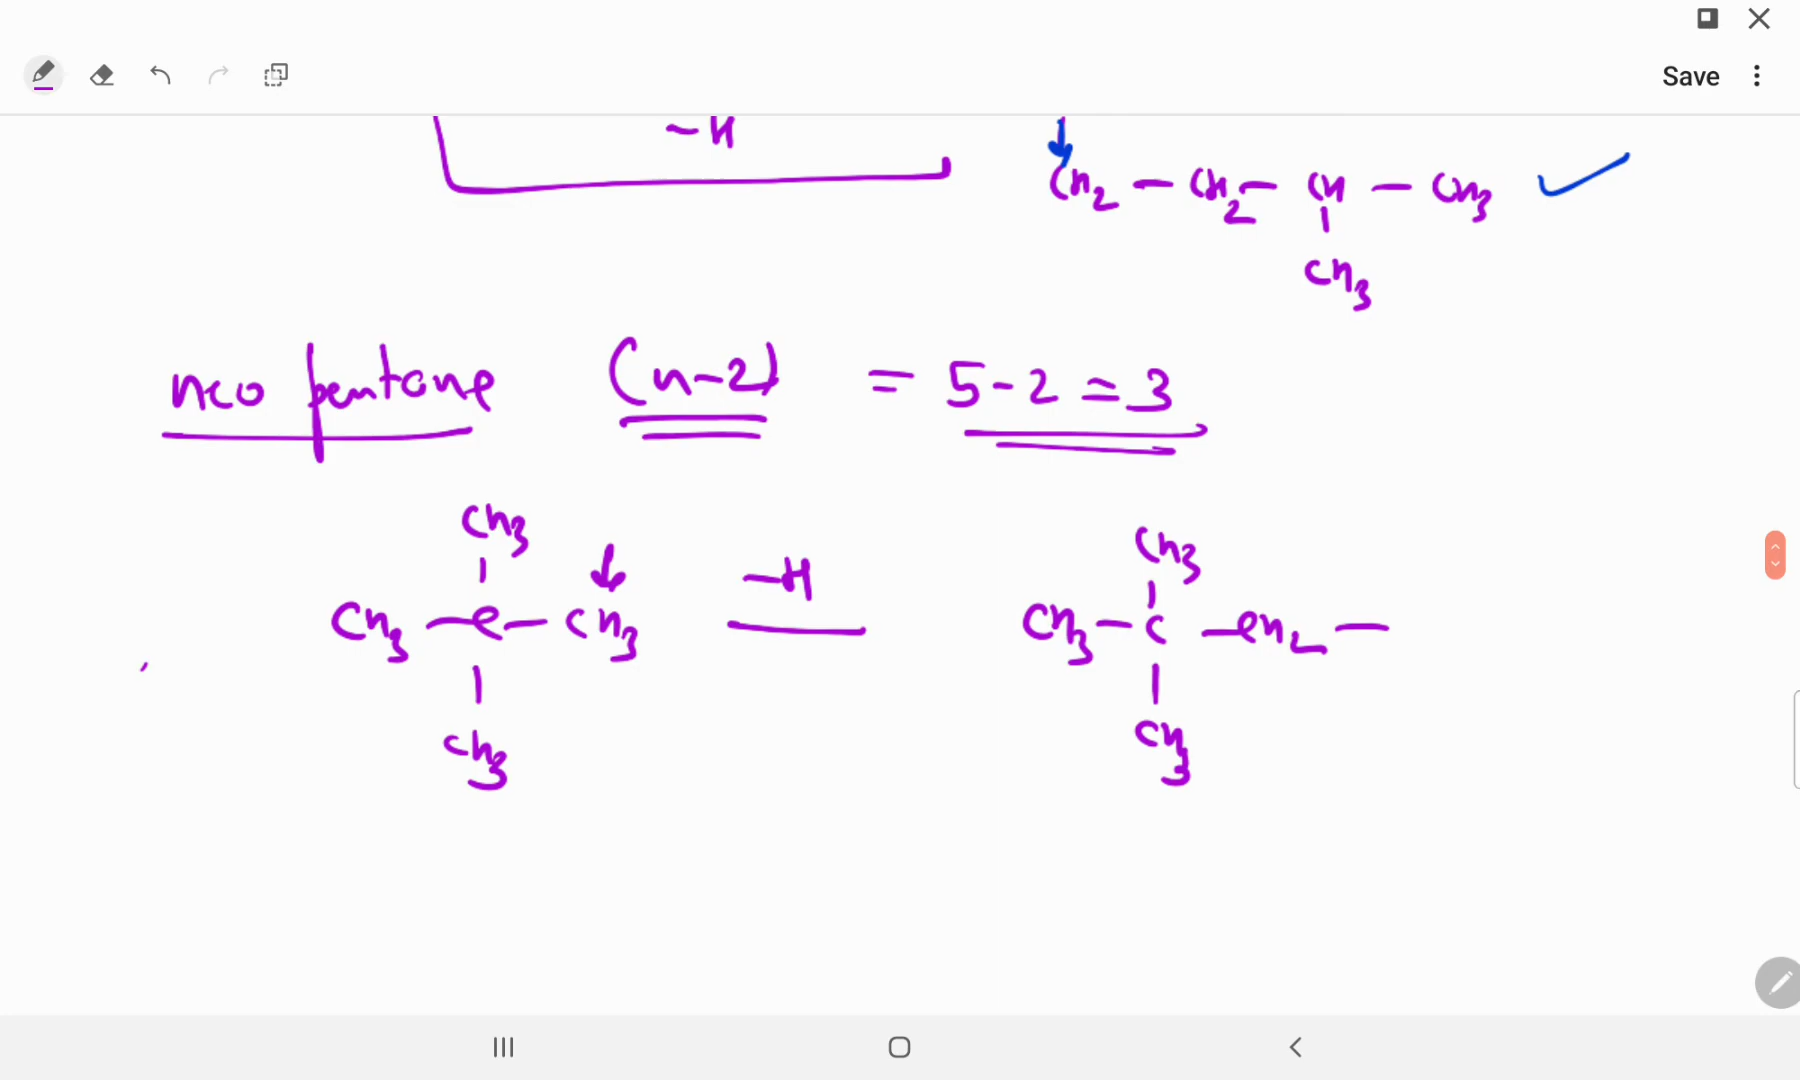 Save
-H
CH2 - CH2 - CH - CH3
CH3
neo pentane (n-2) = 5-2=3
CH3
CH3
-H
CH3 - C - CH3
CH3 - C - CH2 -
CH3
CH3